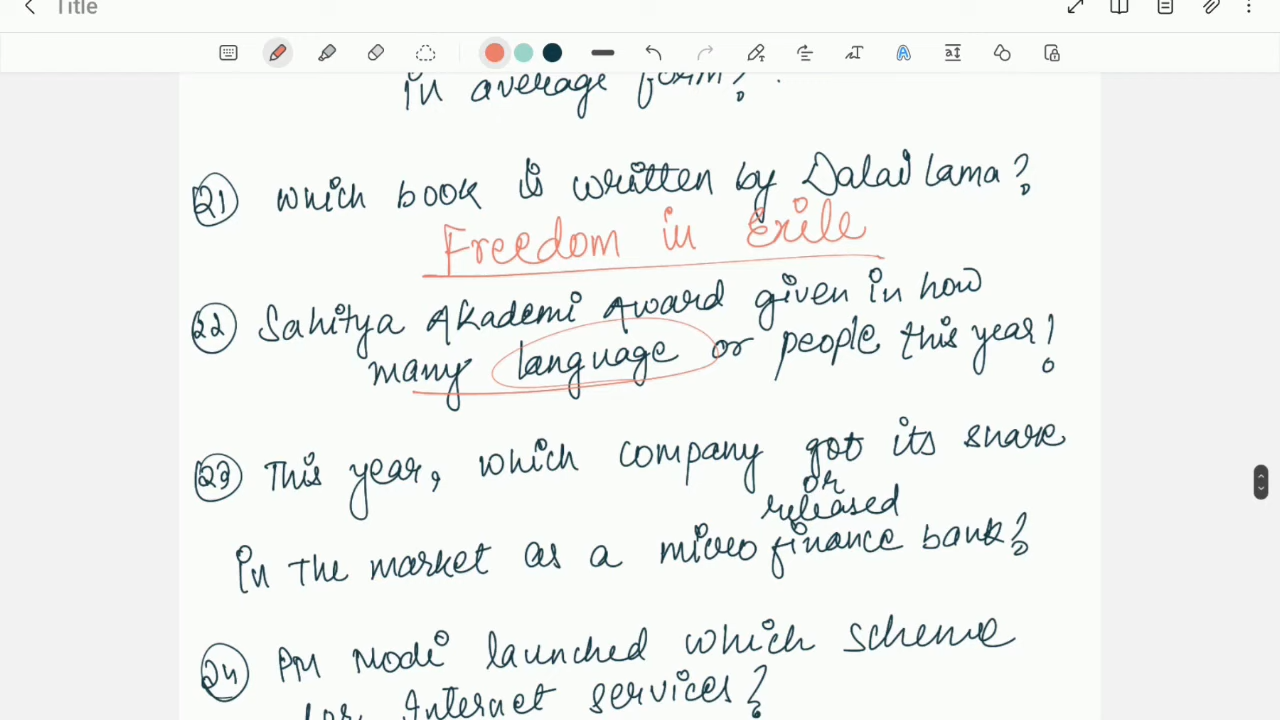 Title
in average form?
21 Which book is written by Dalai Lama?
Freedom in Exile
22 Sahitya Akademi Award given in how
many language or people this year?
23 This year, which company got its share
or
released
in the market as a micro finance bank?
24 PM Modi launched which scheme
for Internet services?